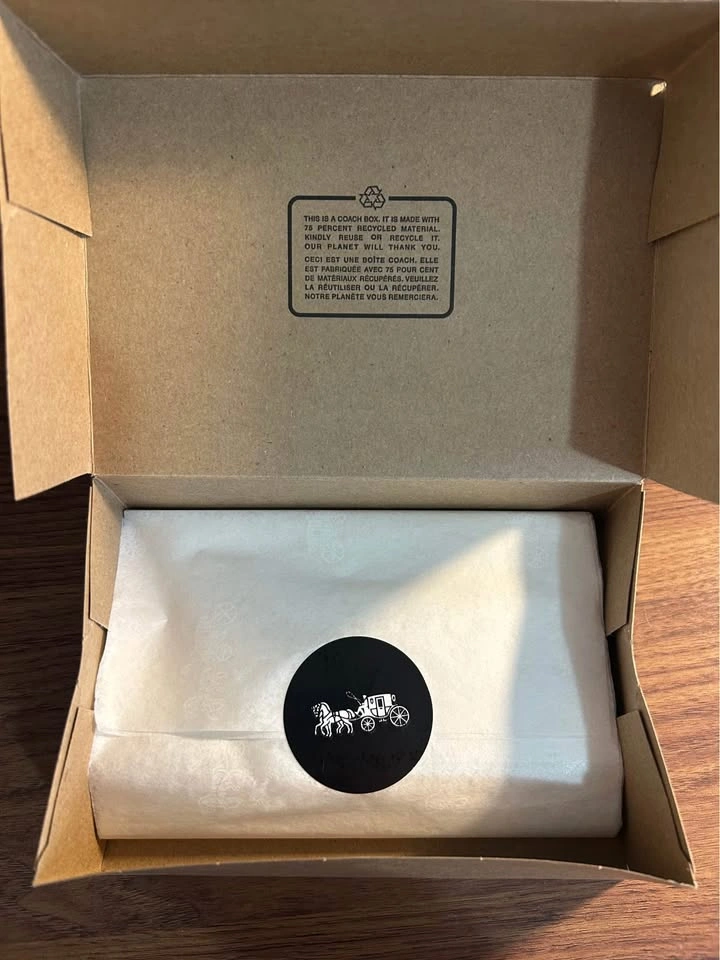 THIS IS A COACH BOX. IT IS MADE WITH
75 PERCENT RECYCLED MATERIAL.
KINDLY REUSE OR RECYCLE IT.
OUR PLANET WILL THANK YOU.
CECI EST UNE BOÎTE COACH. ELLE
EST FABRIQUÉE AVEC 75 POUR CENT
DE MATÉRIAUX RÉCUPÉRÉS. VEUILLEZ
LA RÉUTILISER OU LA RÉCUPÉRER.
NOTRE PLANÈTE VOUS REMERCIERA.